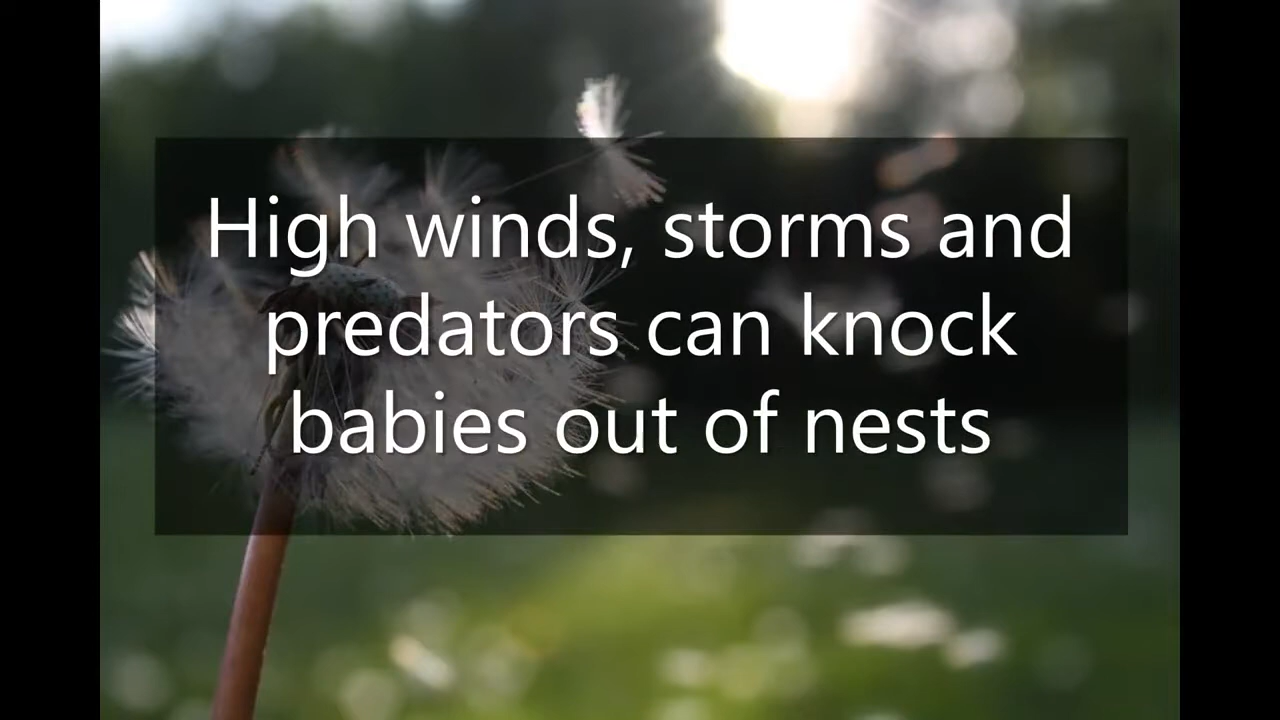 High winds, storms and
predators can knock
babies out of nests